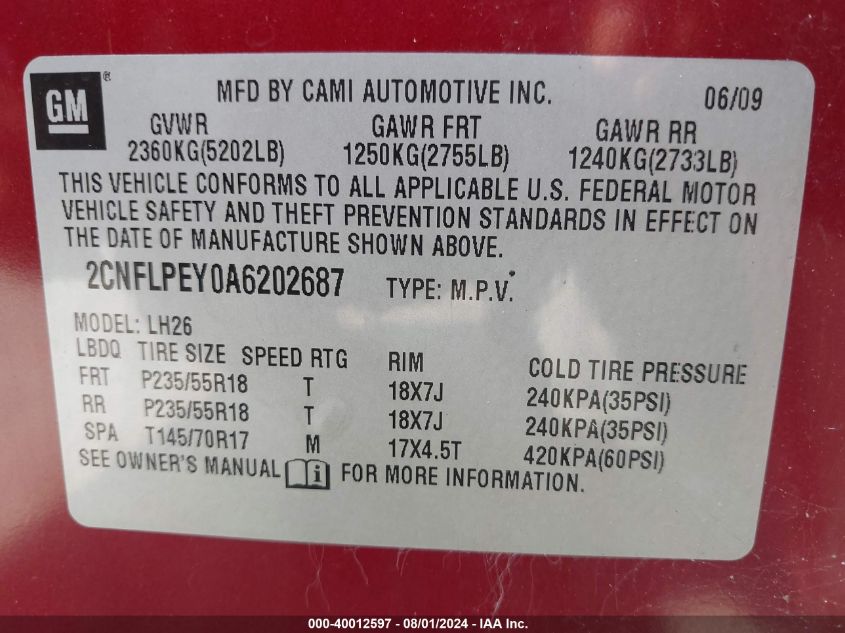 GM ®
MFD BY CAMI AUTOMOTIVE INC. 06/09
GVWR GAWR FRT GAWR RR
2360KG(5202LB) 1250KG(2755LB) 1240KG(2733LB)
THIS VEHICLE CONFORMS TO ALL APPLICABLE U.S. FEDERAL MOTOR
VEHICLE SAFETY AND THEFT PREVENTION STANDARDS IN EFFECT ON
THE DATE OF MANUFACTURE SHOWN ABOVE.
2CNFLPEY0A6202687 TYPE: M.P.V.
MODEL: LH26
LBDQ TIRE SIZE SPEED RTG RIM COLD TIRE PRESSURE
FRT P235/55R18 T 18X7J 240KPA(35PSI)
RR P235/55R18 T 18X7J 240KPA(35PSI)
SPA T145/70R17 M 17X4.5T 420KPA(60PSI)
SEE OWNER'S MANUAL i FOR MORE INFORMATION.
000-40012597 - 08/01/2024 - IAA Inc.